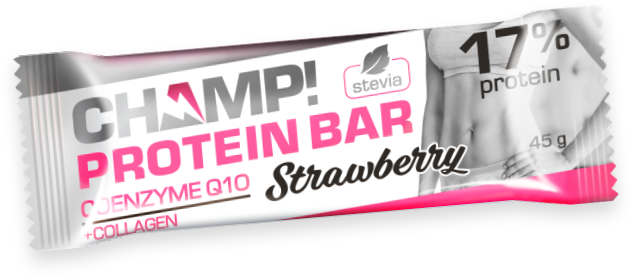 CHAMP!
PROTEIN BAR
COENZYME Q10
+COLLAGEN
Strawberry
stevia
17%
protein
45 g